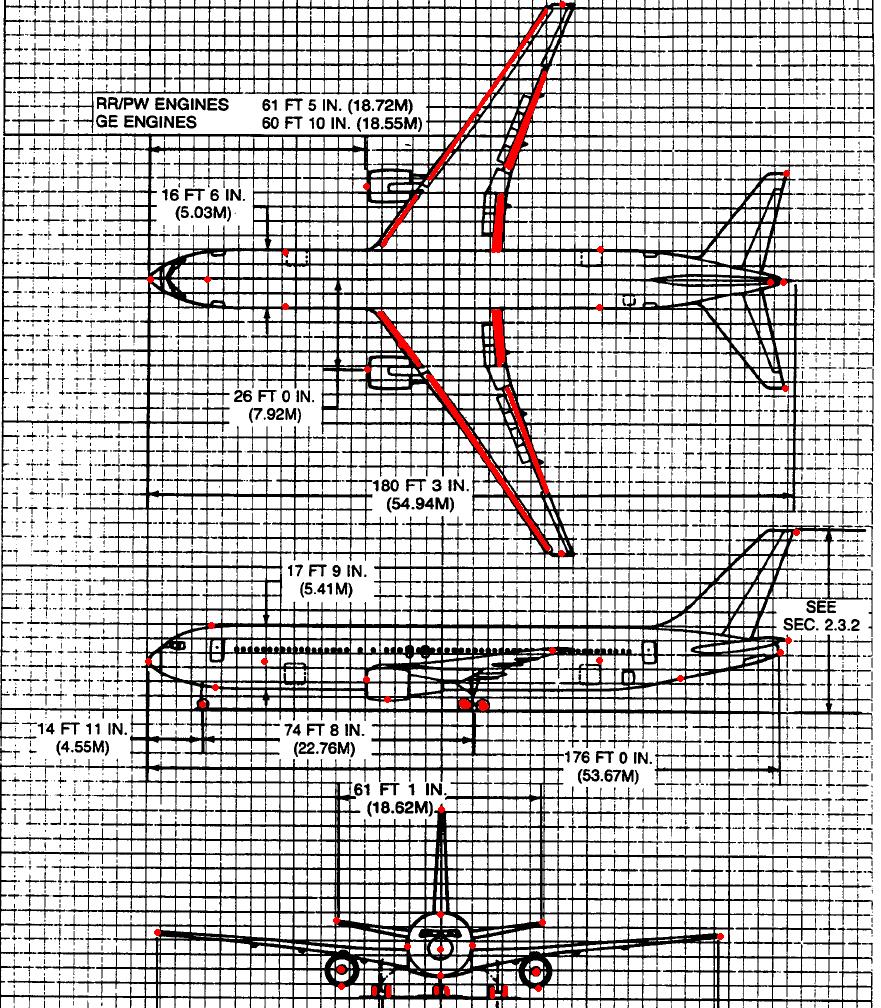 RR/PW ENGINES 61 FT 5 IN. (18.72M)
GE ENGINES 60 FT 10 IN. (18.55M)
16 FT 6 IN.
(5.03M)
26 FT 0 IN.
(7.92M)
180 FT 3 IN.
(54.94M)
17 FT 9 IN.
(5.41M)
SEE
SEC. 2.3.2
14 FT 11 IN.
(4.55M)
74 FT 8 IN.
(22.76M)
176 FT 0 IN.
(53.67M)
61 FT 1 IN.
(18.62M)